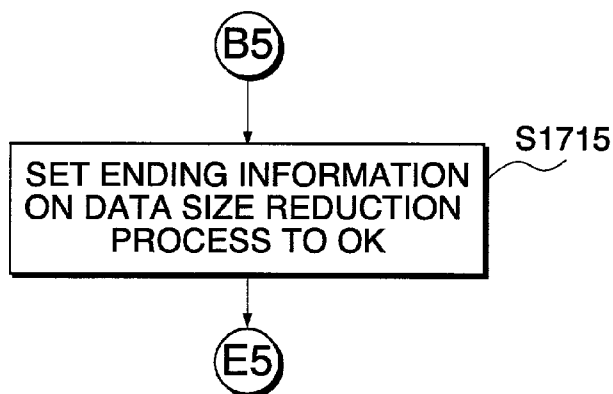 B5
S1715
SET ENDING INFORMATION
ON DATA SIZE REDUCTION
PROCESS TO OK
E5